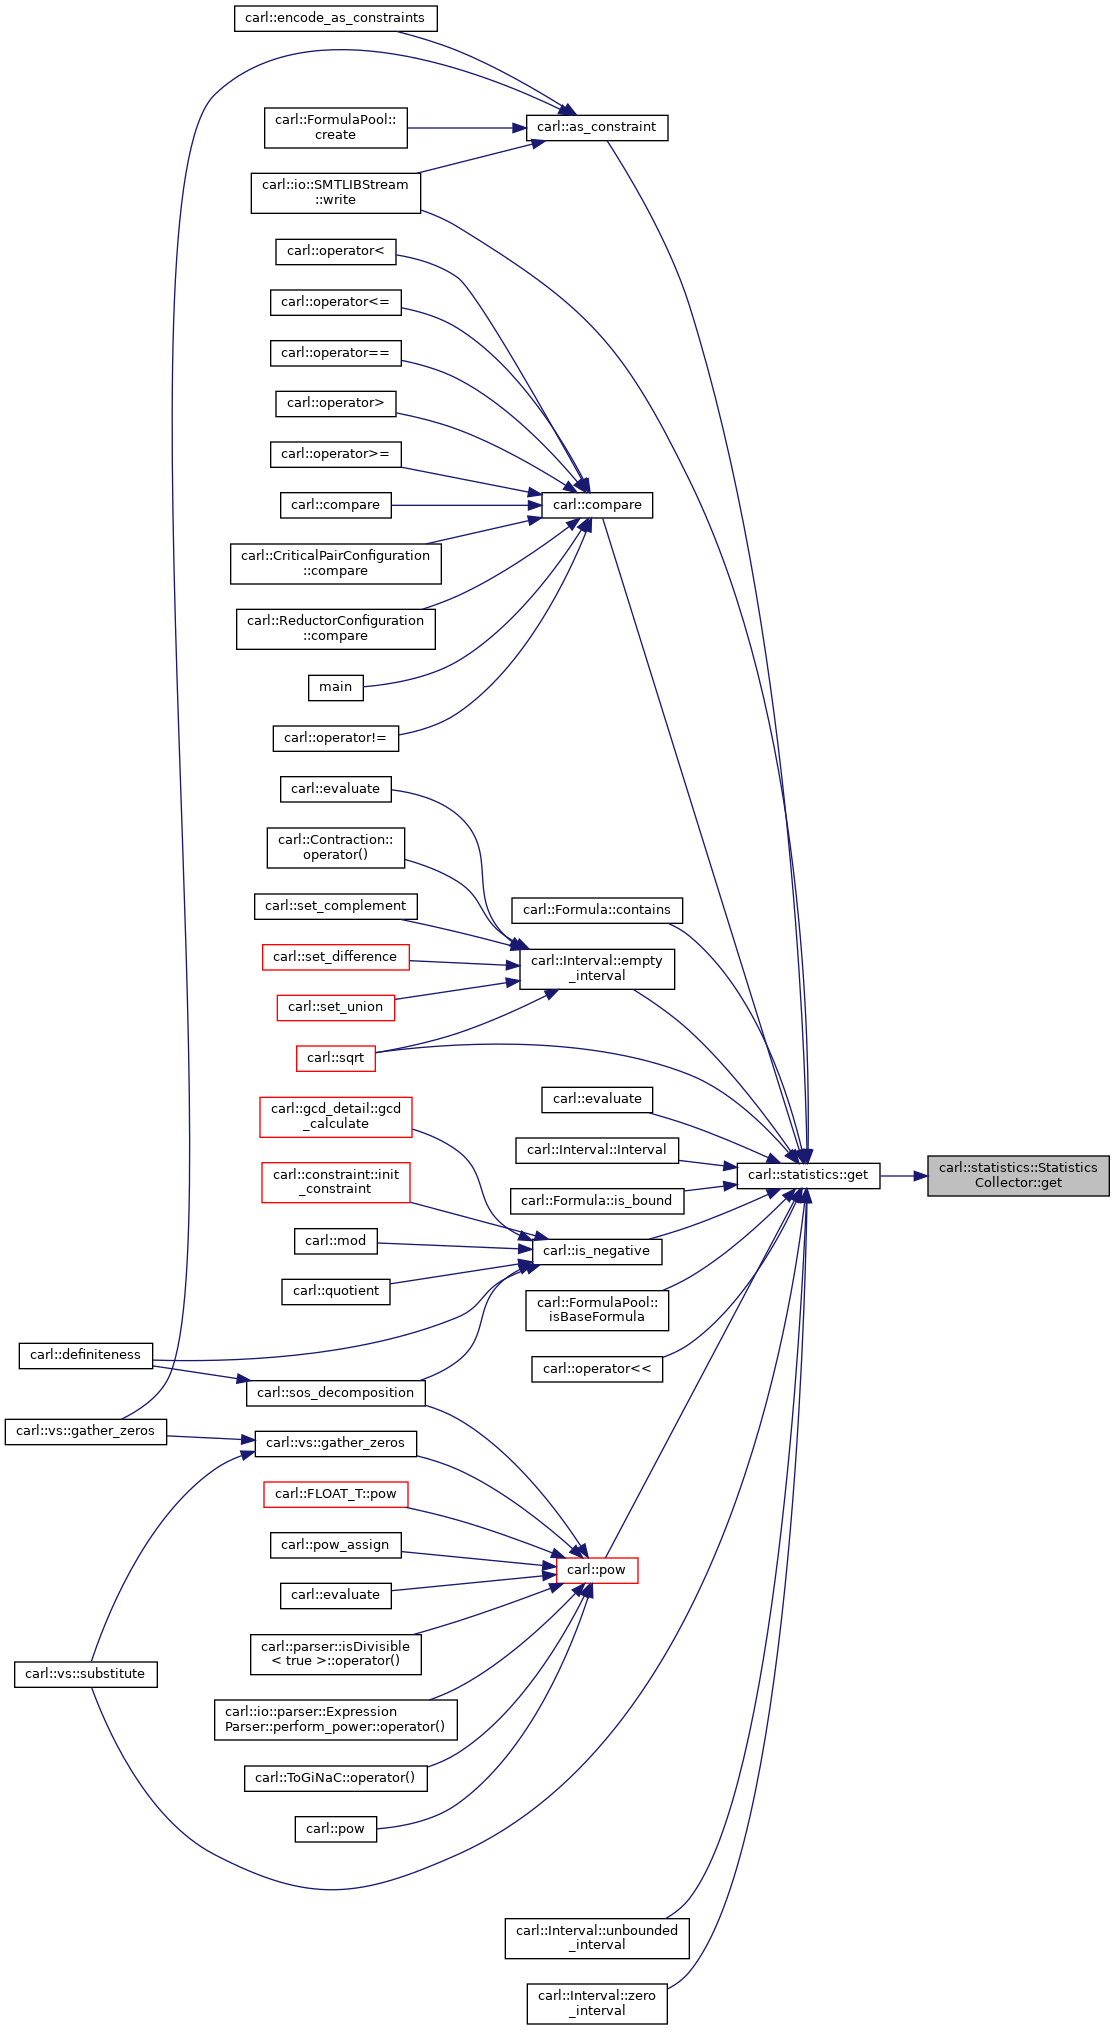 carl::encode_as_constraints
carl::FormulaPool::
create
carl::as_constraint
carl::io::SMTLIBStream
::write
carl::operator<
carl::operator<=
carl::operator==
carl::operator>
carl::operator>=
carl::compare
carl::compare
carl::CriticalPairConfiguration
::compare
carl::ReductorConfiguration
::compare
main
carl::operator!=
carl::evaluate
carl::Contraction::
operator()
carl::set_complement
carl::Formula::contains
carl::set_difference
carl::Interval::empty
_interval
carl::set_union
carl::sqrt
carl::evaluate
carl::gcd_detail::gcd
_calculate
carl::Interval::Interval
carl::constraint::init
_constraint
carl::statistics::get
carl::statistics::Statistics
Collector::get
carl::Formula::is_bound
carl::mod
carl::is_negative
carl::quotient
carl::FormulaPool::
isBaseFormula
carl::definiteness
carl::operator<<
carl::sos_decomposition
carl::vs::gather_zeros
carl::vs::gather_zeros
carl::FLOAT_T::pow
carl::pow_assign
carl::pow
carl::evaluate
carl::parser::isDivisible
< true >::operator()
carl::vs::substitute
carl::io::parser::Expression
Parser::perform_power::operator()
carl::ToGiNaC::operator()
carl::pow
carl::Interval::unbounded
_interval
carl::Interval::zero
_interval